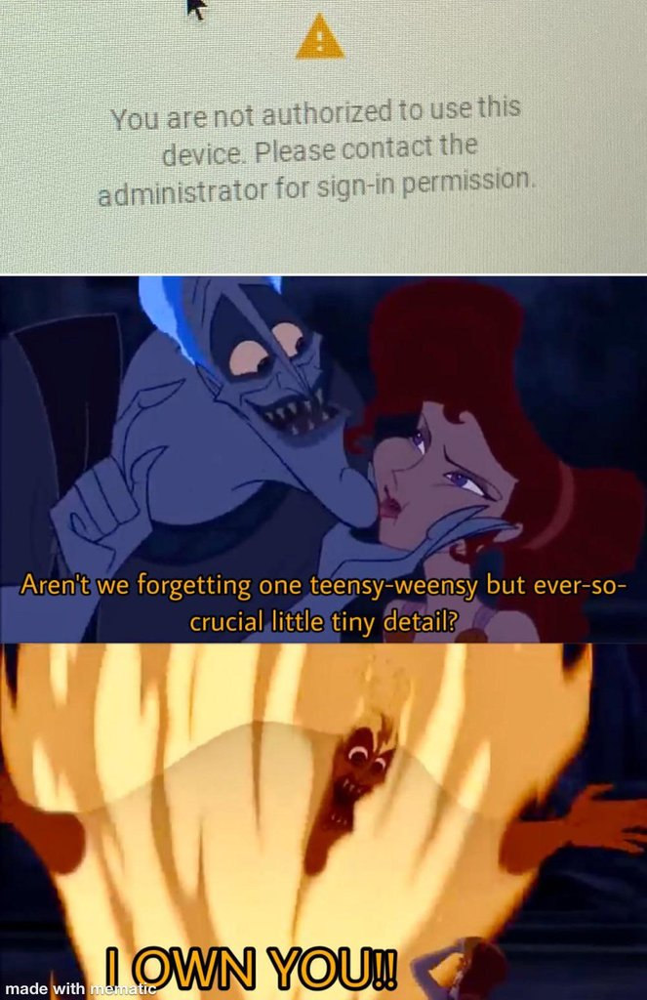 You are not authorized to use this
device. Please contact the
administrator for sign-in permission.
Aren't we forgetting one teensy-weensy but ever-so-
crucial little tiny detail?
I OWN YOU!!
made with mematic